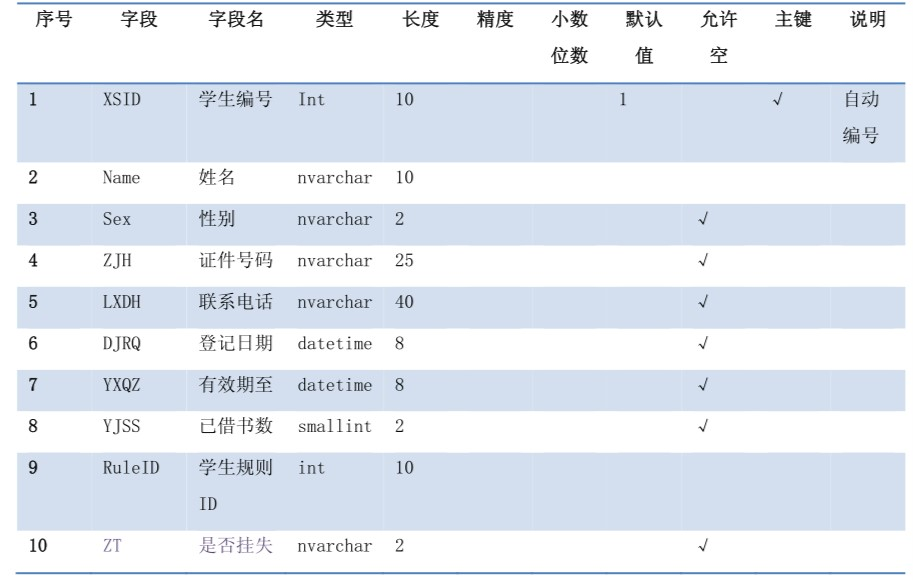 序号 字段 字段名 类型 长度 精度 小数 默认 允许 主键 说明
位数 值 空
1 XSID 学生编号 Int 10 1 √ 自动
编号
2 Name 姓名 nvarchar 10
3 Sex 性别 nvarchar 2 √
4 ZJH 证件号码 nvarchar 25 √
5 LXDH 联系电话 nvarchar 40 √
6 DJRQ 登记日期 datetime 8 √
7 YXQZ 有效期至 datetime 8 √
8 YJSS 已借书数 smallint 2 √
9 RuleID 学生规则 int 10
ID
10 ZT 是否挂失 nvarchar 2 √